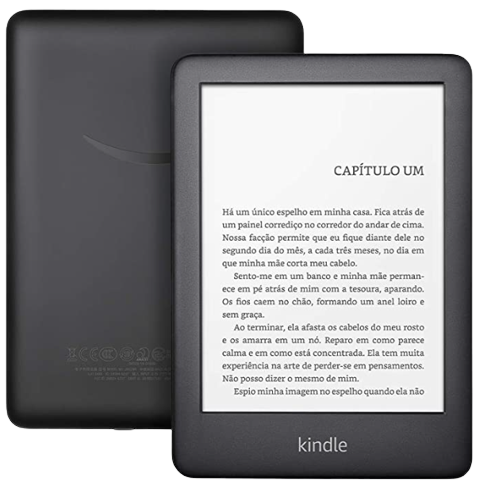 CAPÍTULO UM
Há um único espelho em minha casa. Fica atrás de
um painel corrediço no corredor do andar de cima.
Nossa facção permite que eu fique diante dele no
segundo dia do mês, a cada três meses, no dia em
que minha mãe corta meu cabelo.
Sento-me em um banco e minha mãe perman-
ece em pé atrás de mim com a tesoura, aparando.
Os fios caem no chão, formando um anel loiro e
sem graça.
Ao terminar, ela afasta os cabelos do meu rosto
e os amarra em um nó. Reparo em como parece
calma e em como está concentrada. Ela tem muita
experiência na arte de perder-se em pensamentos.
Não posso dizer o mesmo de mim.
Espio minha imagem no espelho quando ela não
kindle